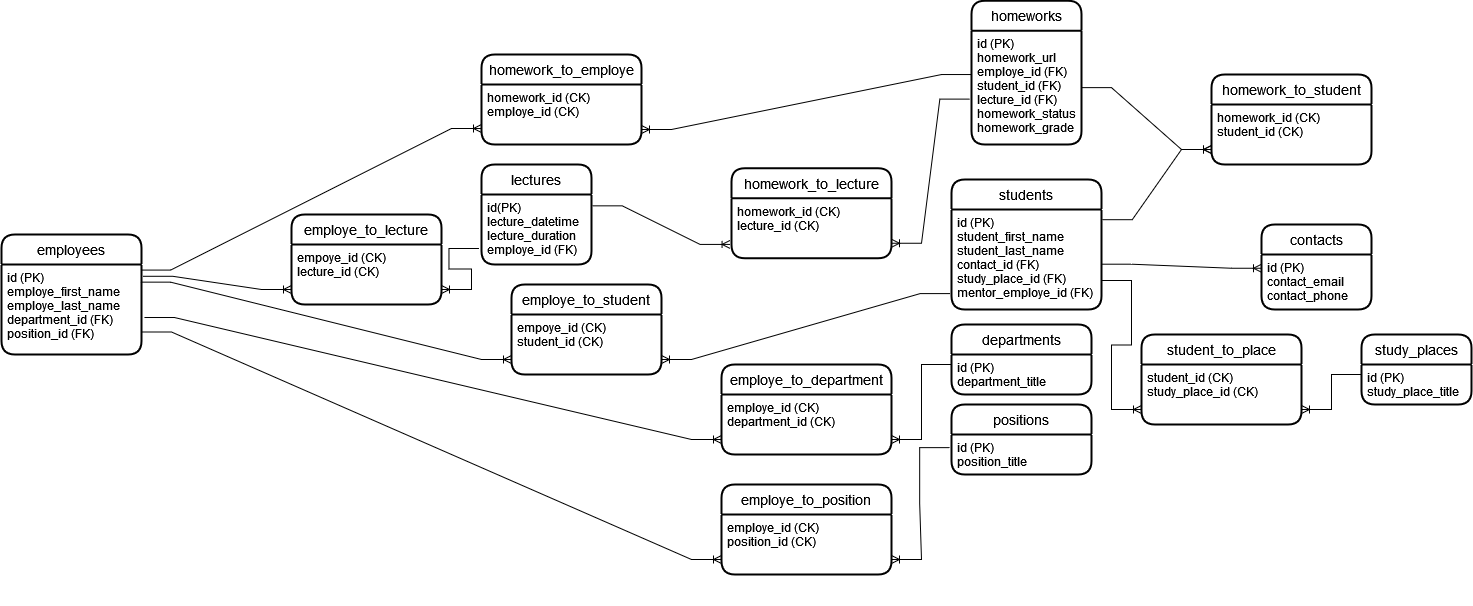 homeworks
id (PK)
homework_url
employe_id (FK)
student_id (FK)
lecture_id (FK)
homework_status
homework_grade
homework_to_employe
homework_id (CK)
employe_id (CK)
homework_to_student
homework_id (CK)
student_id (CK)
lectures
id(PK)
lecture_datetime
lecture_duration
employe_id (FK)
homework_to_lecture
homework_id (CK)
lecture_id (CK)
students
id (PK)
student_first_name
student_last_name
contact_id (FK)
study_place_id (FK)
mentor_employe_id (FK)
employe_to_lecture
empoye_id (CK)
lecture_id (CK)
contacts
id (PK)
contact_email
contact_phone
employees
id (PK)
employe_first_name
employe_last_name
department_id (FK)
position_id (FK)
employe_to_student
empoye_id (CK)
student_id (CK)
departments
id (PK)
department_title
student_to_place
student_id (CK)
study_place_id (CK)
study_places
id (PK)
study_place_title
employe_to_department
employe_id (CK)
department_id (CK)
positions
id (PK)
position_title
employe_to_position
employe_id (CK)
position_id (CK)